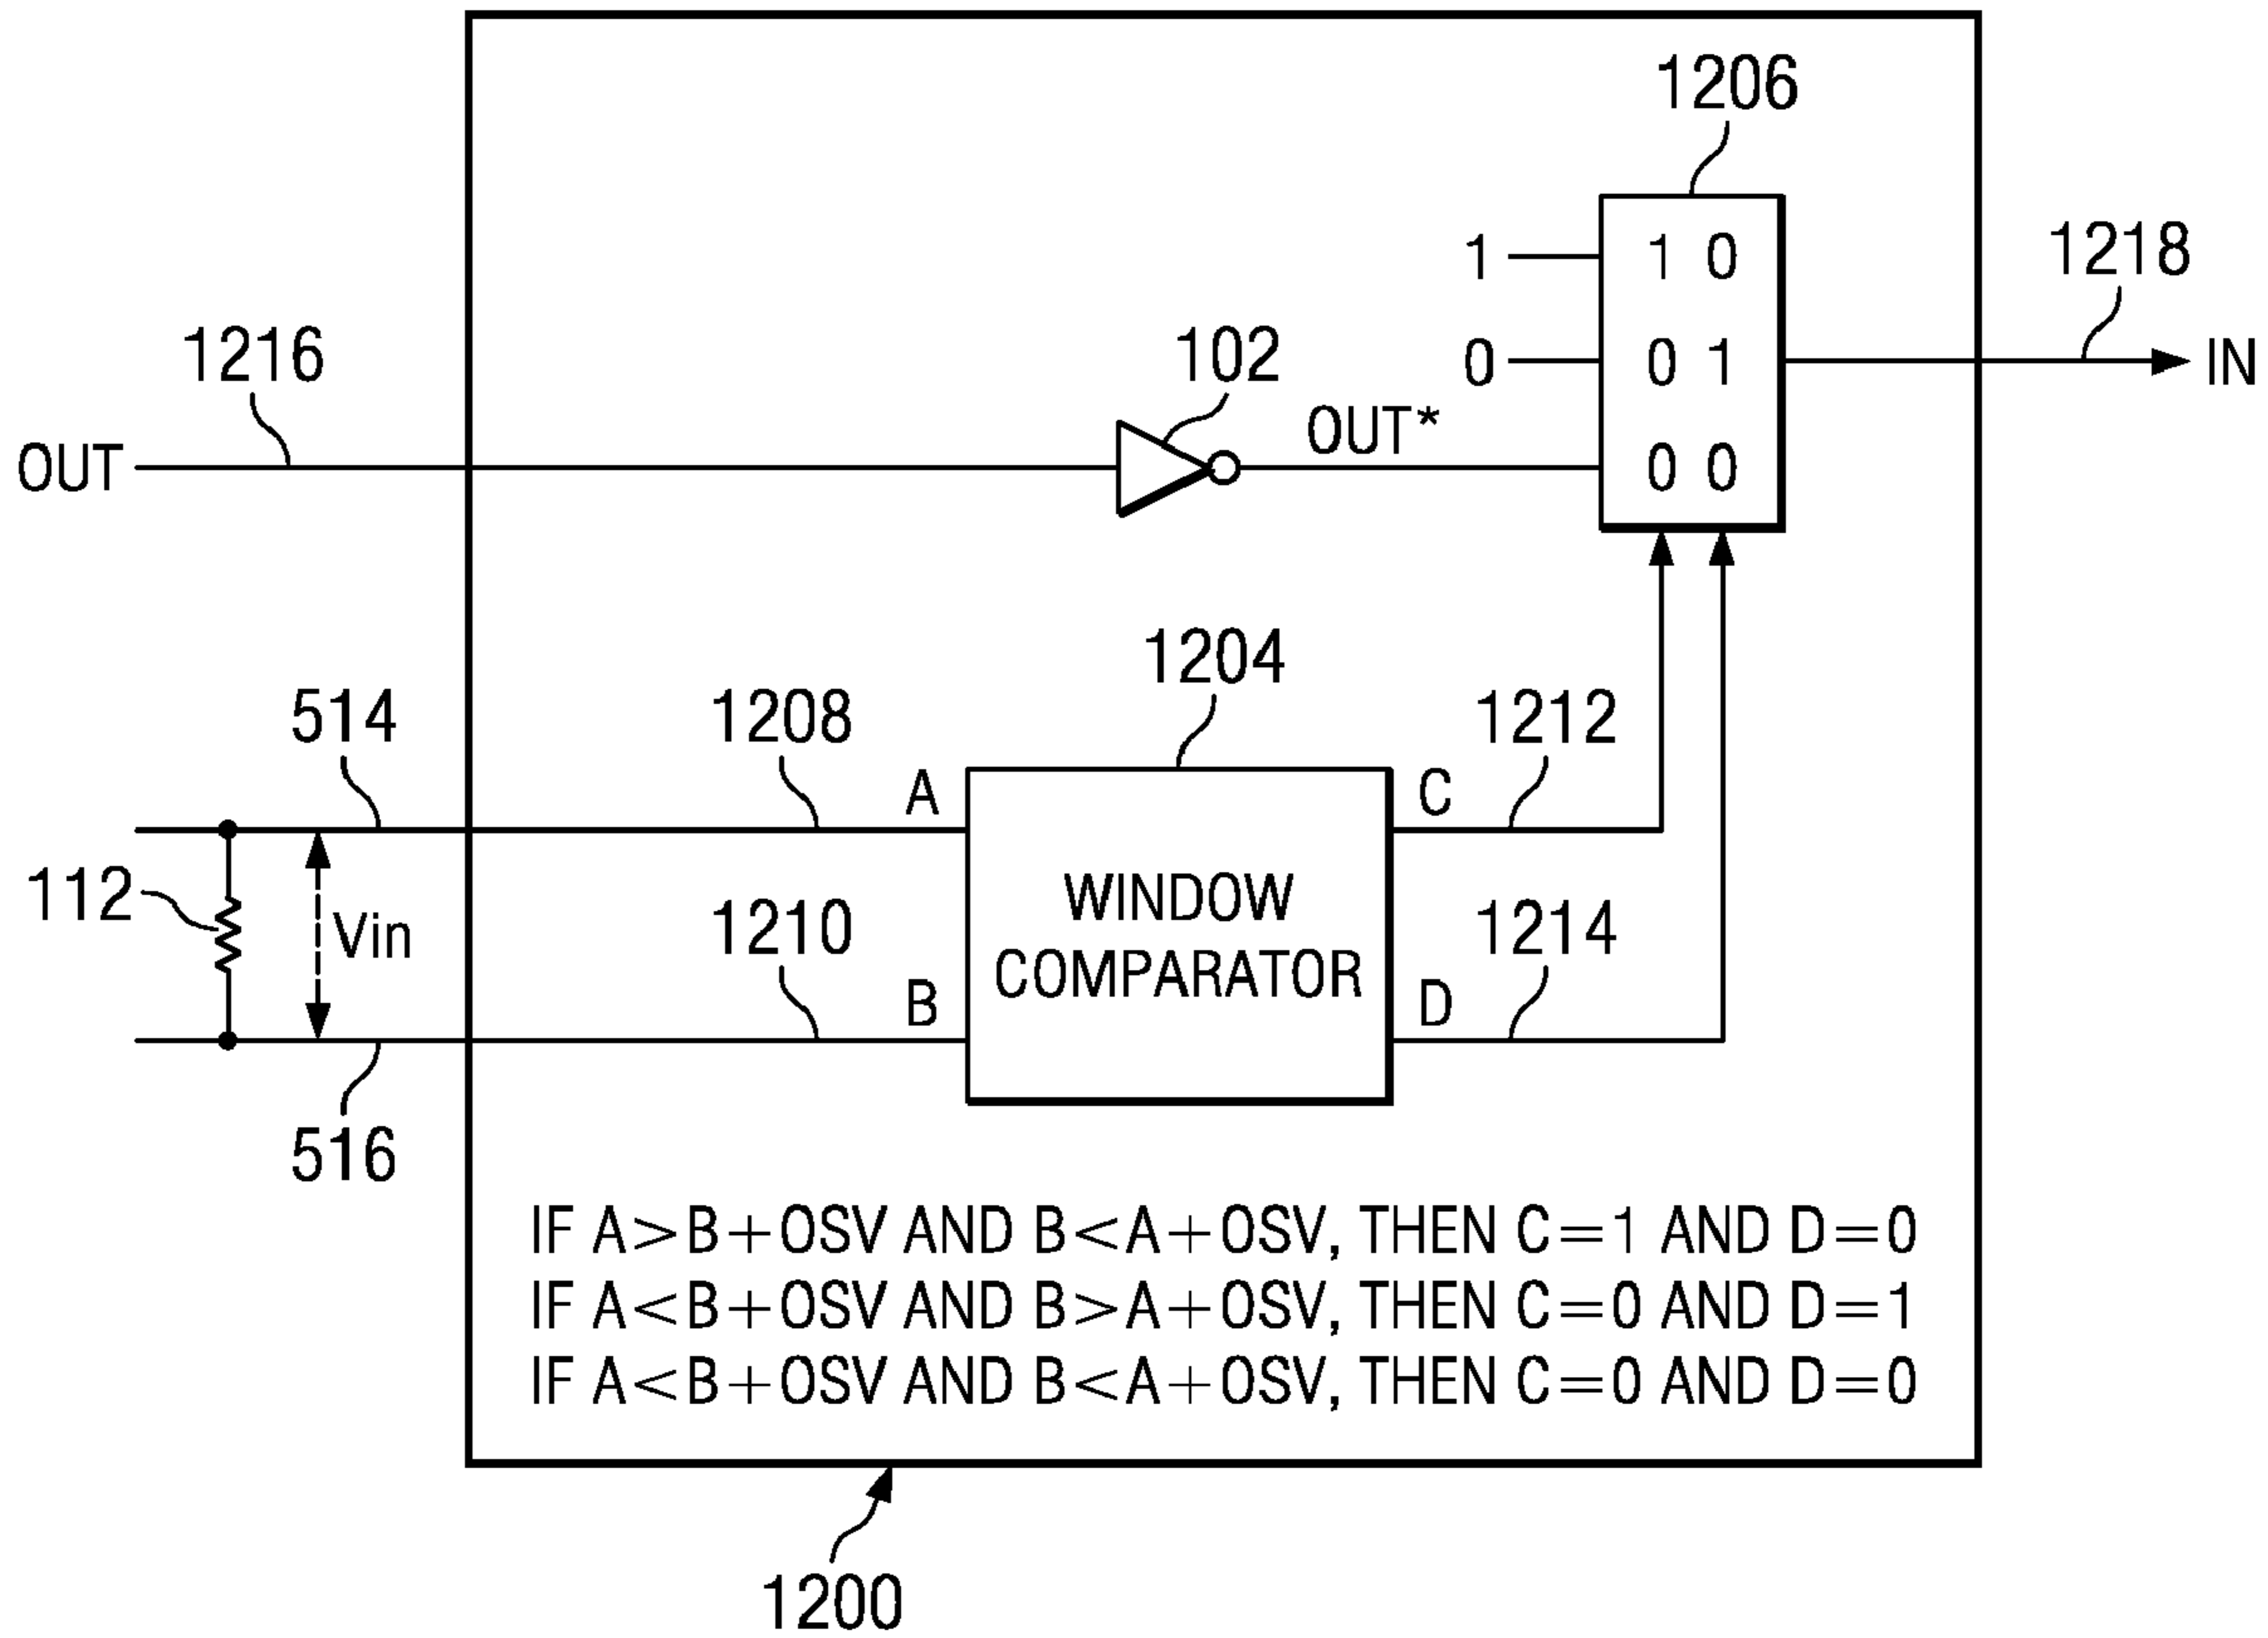 1206
1 1 0 1218
1216 102 0 0 1 IN
OUT OUT* 0 0
1204
514 1208 1212
A C
112 Vin 1210 WINDOW 1214
COMPARATOR
B D
516
IF A>B+OSV AND B<A+OSV, THEN C=1 AND D=0
IF A<B+OSV AND B>A+OSV, THEN C=0 AND D=1
IF A<B+OSV AND B<A+OSV, THEN C=0 AND D=0
1200